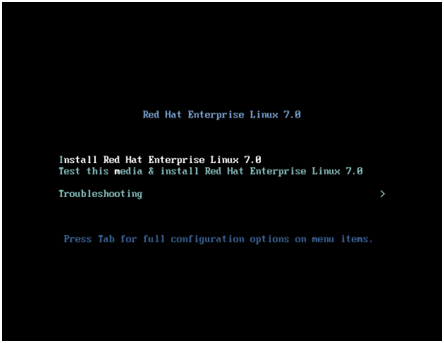 Red Hat Enterprise Linux 7.0
Install Red Hat Enterprise Linux 7.0
Test this media & install Red Hat Enterprise Linux 7.0
Troubleshooting >
Press Tab for full configuration options on menu items.